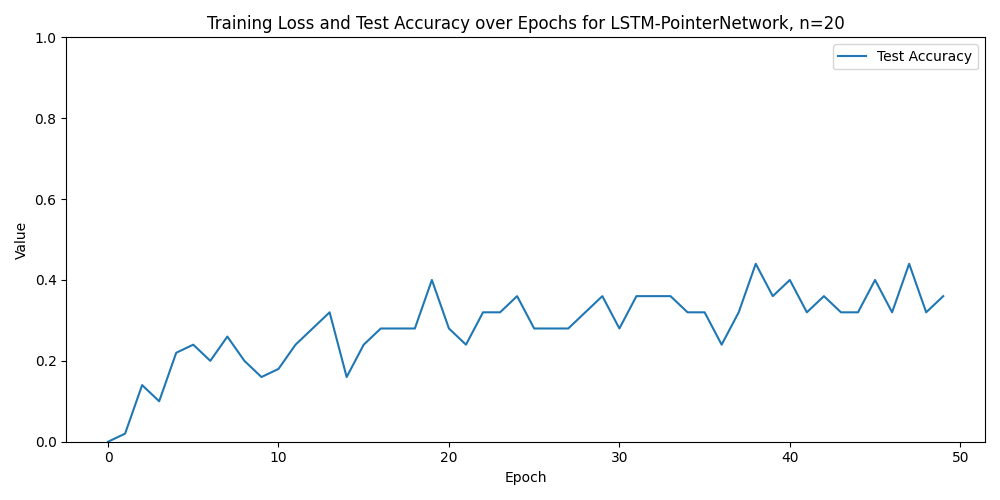 Training Loss and Test Accuracy over Epochs for LSTM-PointerNetwork, n=20
Test Accuracy
1.0
0.8
0.6
0.4
0.2
0.0
Value
0 10 20 30 40 50
Epoch